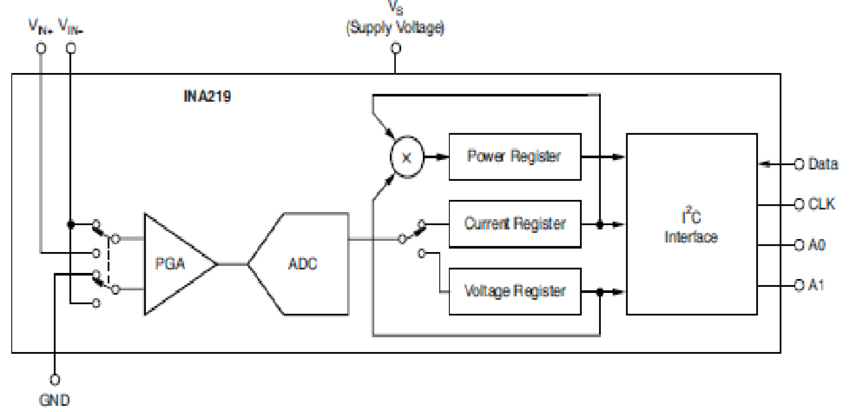 VIN+ VIN–
VS
(Supply Voltage)
INA219
X
Power Register
Data
I²C
Interface
CLK
Current Register
PGA
ADC
A0
Voltage Register
A1
GND